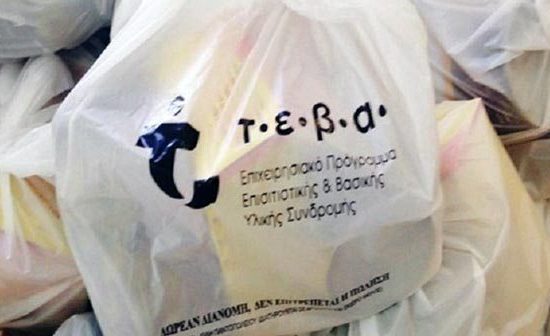 τ.ε.β.α.
Επιχειρησιακό Πρόγραμμα
Επισιτιστικής & Βασικής
Υλικής Συνδρομής
ΔΩΡΕΑΝ ΔΙΑΝΟΜΗ, ΔΕΝ ΕΠΙΤΡΕΠΕΤΑΙ Η ΠΩΛΗΣΗ